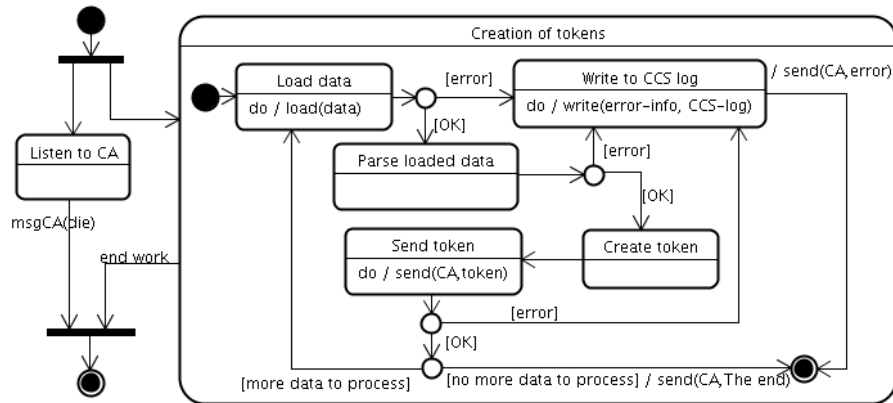 Creation of tokens
Load data
do / load(data)
[error]
Write to CCS log
do / write(error-info, CCS-log)
/ send(CA,error)
[OK]
Listen to CA
Parse loaded data
[error]
[OK]
msgCA(die)
Send token
do / send(CA,token)
Create token
end work
[error]
[OK]
[more data to process]
[no more data to process] / send(CA,The end)